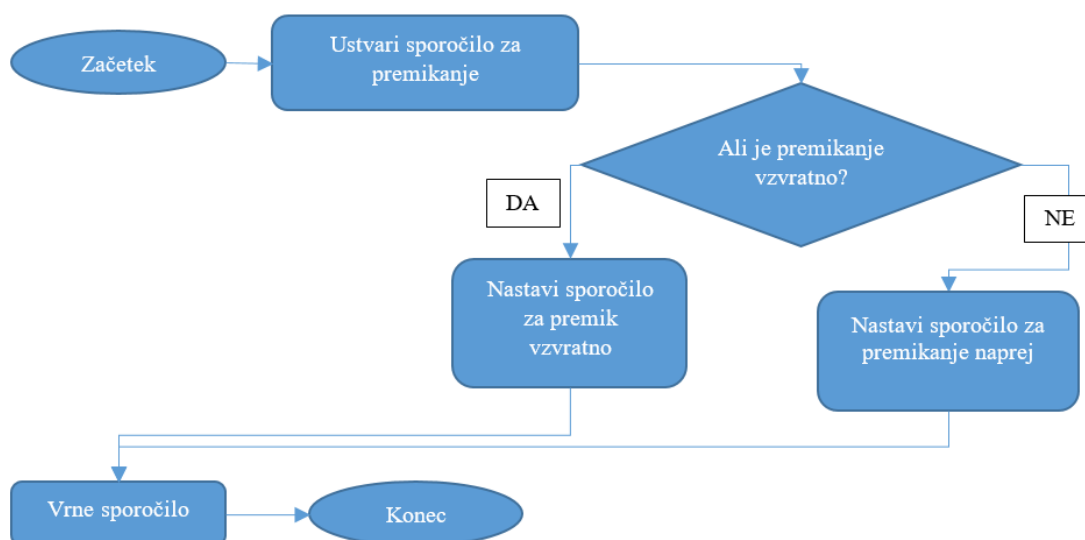 Začetek
Ustvari sporočilo za
premikanje
Ali je premikanje
vzvratno?
DA
NE
Nastavi sporočilo
za premik
vzvratno
Nastavi sporočilo za
premikanje naprej
Vrne sporočilo
Konec